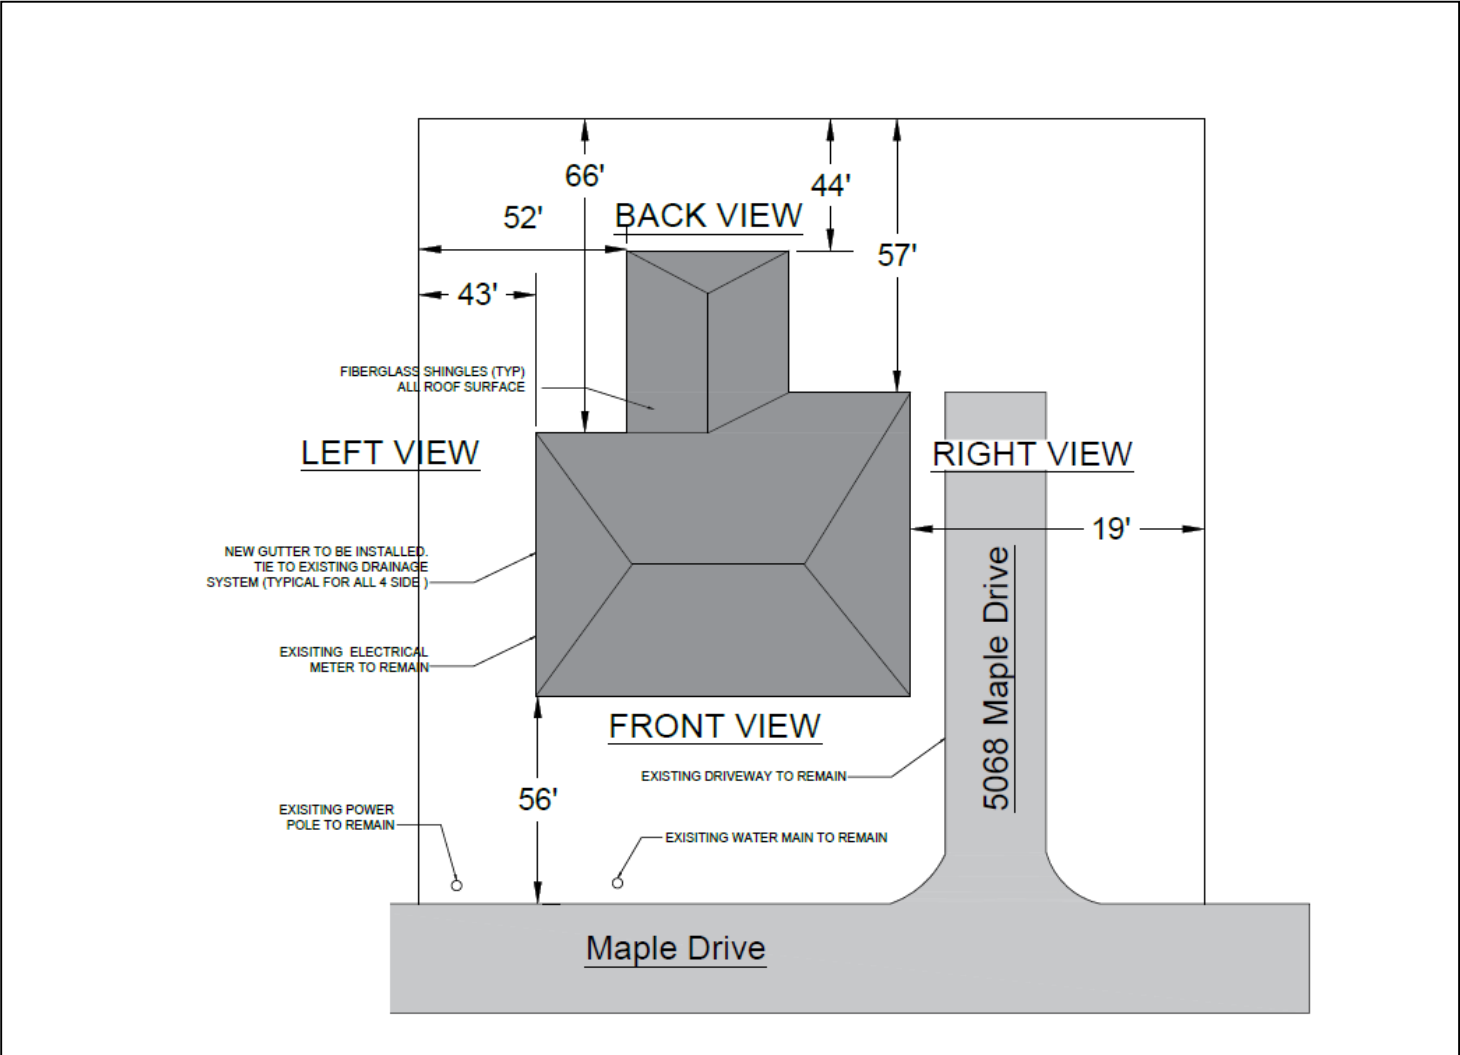 66'
44'
52'
BACK VIEW
57'
43'
FIBERGLASS SHINGLES (TYP)
ALL ROOF SURFACE
LEFT VIEW
RIGHT VIEW
19'
NEW GUTTER TO BE INSTALLED.
TIE TO EXISTING DRAINAGE
SYSTEM (TYPICAL FOR ALL 4 SIDE )
5068 Maple Drive
EXISITING ELECTRICAL
METER TO REMAIN
FRONT VIEW
EXISTING DRIVEWAY TO REMAIN
56'
EXISITING POWER
POLE TO REMAIN
EXISITING WATER MAIN TO REMAIN
Maple Drive